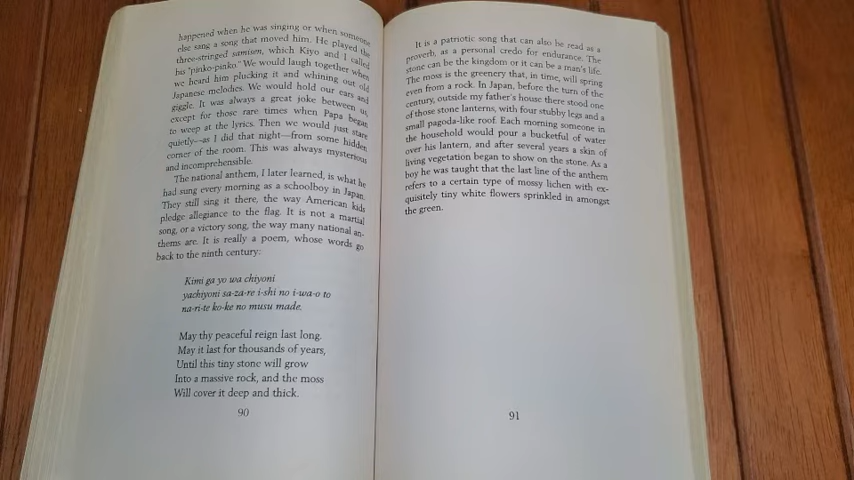 happened when he was singing or when someone
else sang a song that moved him. He played the
three-stringed samisen, which Kiyo and I called
his "pinko-pinko." We would laugh together when
we heard him plucking it and whining out old
Japanese melodies. We would hold our ears and
giggle. It was always a great joke between us,
except for those rare times when Papa began
to weep at the lyrics. Then we would just stare
quietly—as I did that night—from some hidden
corner of the room. This was always mysterious
and incomprehensible.
The national anthem, I later learned, is what he
had sung every morning as a schoolboy in Japan.
They still sing it there, the way American kids
pledge allegiance to the flag. It is not a martial
song, or a victory song, the way many national an-
thems are. It is really a poem, whose words go
back to the ninth century:
Kimi ga yo wa chiyoni
yachiyoni sa-za-re i-shi no i-wa-o to
na-ri-te ko-ke no musu made.
May thy peaceful reign last long.
May it last for thousands of years,
Until this tiny stone will grow
Into a massive rock, and the moss
Will cover it deep and thick.
90
It is a patriotic song that can also be read as a
proverb, as a personal credo for endurance. The
stone can be the kingdom or it can be a man's life.
The moss is the greenery that, in time, will spring
even from a rock. In Japan, before the turn of the
century, outside my father's house there stood one
of those stone lanterns, with four stubby legs and a
small pagoda-like roof. Each morning someone in
the household would pour a bucketful of water
over his lantern, and after several years a skin of
living vegetation began to show on the stone. As a
boy he was taught that the last line of the anthem
refers to a certain type of mossy lichen with ex-
quisitely tiny white flowers sprinkled in amongst
the green.
91